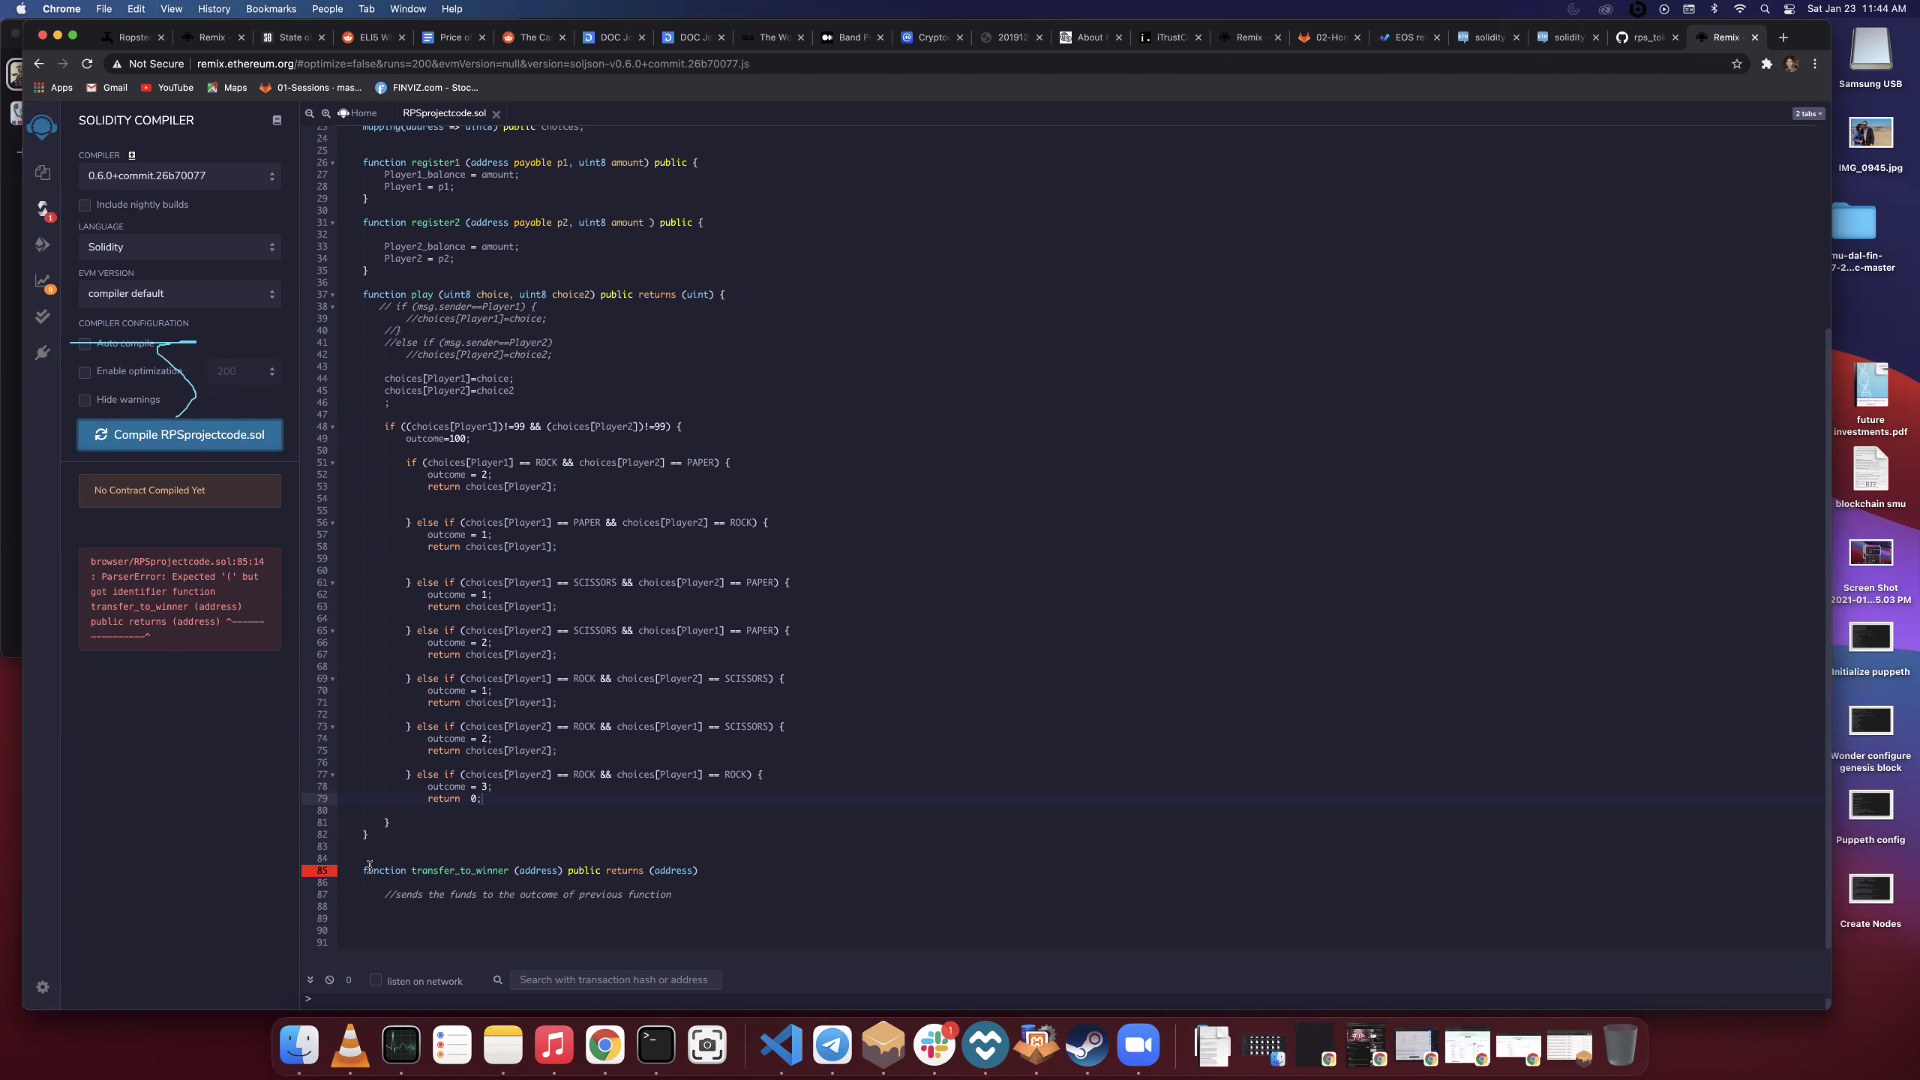 Chrome File Edit View History Bookmarks People Tab Window Help
Sat Jan 23 11:44 AM
Ropster Remix - State of ELI5 W Price of The Ca DOC Jo DOC Jo The Wo Band P Crypto 201912 About M iTrustC Remix 02-Ho EOS re solidity solidity rps_to Remix
Not Secure remix.ethereum.org/#optimize=false&runs=200&evmVersion=null&version=soljson-v0.6.0+commit.26b70077.js
Apps Gmail YouTube Maps 01-Sessions · mas... FINVIZ.com - Stoc...
SOLIDITY COMPILER
COMPILER
0.6.0+commit.26b70077
Include nightly builds
LANGUAGE
Solidity
EVM VERSION
compiler default
COMPILER CONFIGURATION
Auto compile
Enable optimization 200
Hide warnings
Compile RPSprojectcode.sol
No Contract Compiled Yet
browser/RPSprojectcode.sol:85:14
: ParserError: Expected '(' but
got identifier function
transfer_to_winner (address)
public returns (address) ^------
----------------^
Home RPSprojectcode.sol 2 tabs
23 mapping(address => uint8) public choices;
24
25
26 function register1 (address payable p1, uint8 amount) public {
27 Player1_balance = amount;
28 Player1 = p1;
29 }
30
31 function register2 (address payable p2, uint8 amount ) public {
32
33 Player2_balance = amount;
34 Player2 = p2;
35 }
36
37 function play (uint8 choice, uint8 choice2) public returns (uint) {
38 // if (msg.sender==Player1) {
39 //choices[Player1]=choice;
40 //}
41 //else if (msg.sender==Player2)
42 //choices[Player2]=choice2;
43
44 choices[Player1]=choice;
45 choices[Player2]=choice2
46 ;
47
48 if ((choices[Player1])!=99 && (choices[Player2])!=99) {
49 outcome=100;
50
51 if (choices[Player1] == ROCK && choices[Player2] == PAPER) {
52 outcome = 2;
53 return choices[Player2];
54
55
56 } else if (choices[Player1] == PAPER && choices[Player2] == ROCK) {
57 outcome = 1;
58 return choices[Player1];
59
60
61 } else if (choices[Player1] == SCISSORS && choices[Player2] == PAPER) {
62 outcome = 1;
63 return choices[Player1];
64
65 } else if (choices[Player2] == SCISSORS && choices[Player1] == PAPER) {
66 outcome = 2;
67 return choices[Player2];
68
69 } else if (choices[Player1] == ROCK && choices[Player2] == SCISSORS) {
70 outcome = 1;
71 return choices[Player1];
72
73 } else if (choices[Player2] == ROCK && choices[Player1] == SCISSORS) {
74 outcome = 2;
75 return choices[Player2];
76
77 } else if (choices[Player2] == ROCK && choices[Player1] == ROCK) {
78 outcome = 3;
79 return 0;
80
81 }
82 }
83
84
85 function transfer_to_winner (address) public returns (address)
86
87 //sends the funds to the outcome of previous function
88
89
90
91
0 listen on network Search with transaction hash or address
>
Samsung USB
IMG_0945.jpg
mu-dal-fin-
7-2...c-master
future
investments.pdf
blockchain smu
Screen Shot
2021-01...5.03 PM
Initialize puppeth
Wonder configure
genesis block
Puppeth config
Create Nodes